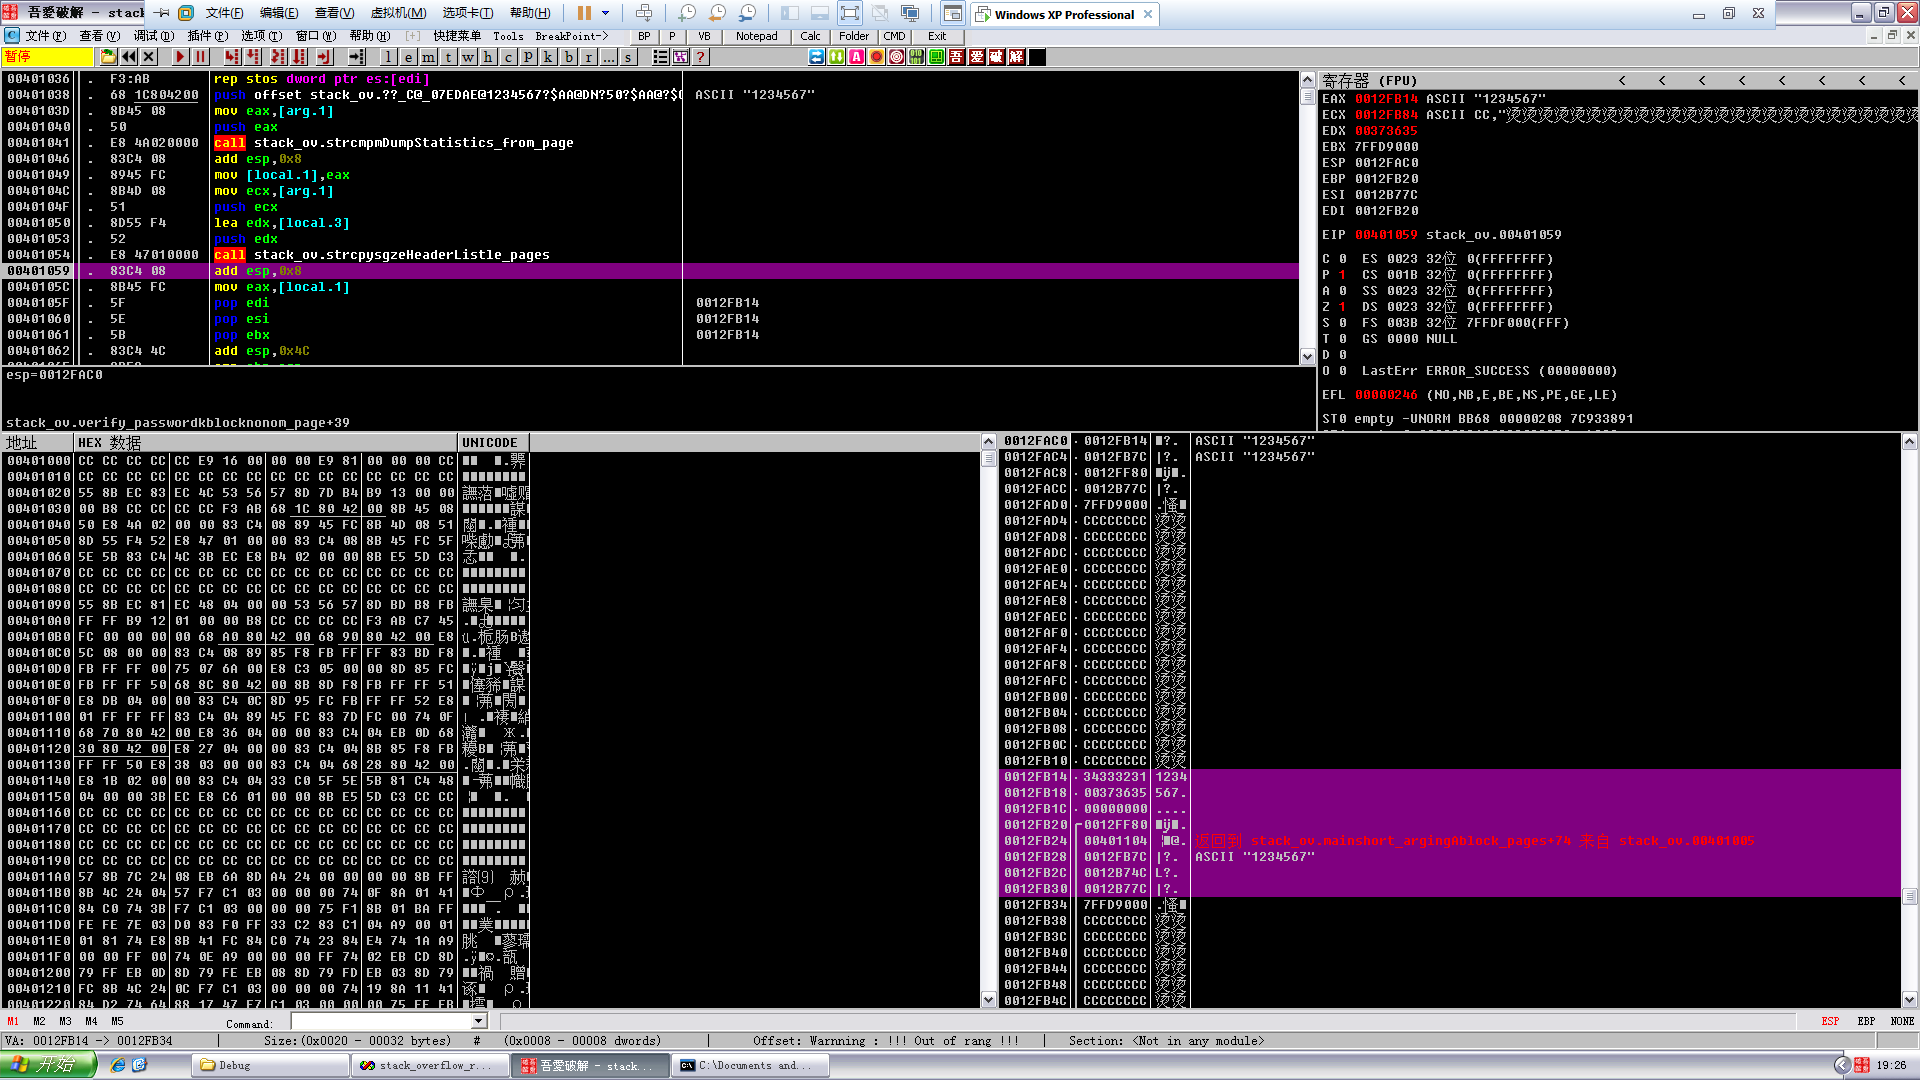 吾爱破解 - stack
文件(F) 编辑(E) 查看(V) 虚拟机(M) 选项卡(T) 帮助(H)
Windows XP Professional
文件(F) 查看(V) 调试(D) 插件(P) 选项(T) 窗口(W) 帮助(H) [+] 快捷菜单 Tools BreakPoint->
BP P VB Notepad Calc Folder CMD Exit
暂停
l e m t w h c p k b r ... s
00401036 . F3:AB rep stos dword ptr es:[edi]
00401038 . 68 1C804200 push offset stack_ov.??_C@_07EDAE@1234567?$AA@DN?50?$AA@?$ ASCII "1234567"
0040103D . 8B45 08 mov eax,[arg.1]
00401040 . 50 push eax
00401041 . E8 4A020000 call stack_ov.strcmpmDumpStatistics_from_page
00401046 . 83C4 08 add esp,0x8
00401049 . 8945 FC mov [local.1],eax
0040104C . 8B4D 08 mov ecx,[arg.1]
0040104F . 51 push ecx
00401050 . 8D55 F4 lea edx,[local.3]
00401053 . 52 push edx
00401054 . E8 47010000 call stack_ov.strcpysgzeHeaderListle_pages
00401059 . 83C4 08 add esp,0x8
0040105C . 8B45 FC mov eax,[local.1]
0040105F . 5F pop edi 0012FB14
00401060 . 5E pop esi 0012FB14
00401061 . 5B pop ebx 0012FB14
00401062 . 83C4 4C add esp,0x4C
esp=0012FAC0
stack_ov.verify_passwordkblocknonom_page+39
寄存器 (FPU) < < < < < < < <
EAX 0012FB14 ASCII "1234567"
ECX 0012FB84 ASCII CC,"烫烫烫烫烫烫烫烫烫烫烫烫烫烫烫烫烫烫烫烫烫烫烫烫烫
EDX 00373635
EBX 7FFD9000
ESP 0012FAC0
EBP 0012FB20
ESI 0012B77C
EDI 0012FB20
EIP 00401059 stack_ov.00401059
C 0 ES 0023 32位 0(FFFFFFFF)
P 1 CS 001B 32位 0(FFFFFFFF)
A 0 SS 0023 32位 0(FFFFFFFF)
Z 1 DS 0023 32位 0(FFFFFFFF)
S 0 FS 003B 32位 7FFDF000(FFF)
T 0 GS 0000 NULL
D 0
O 0 LastErr ERROR_SUCCESS (00000000)
EFL 00000246 (NO,NB,E,BE,NS,PE,GE,LE)
ST0 empty -UNORM BB68 00000208 7C933891
地址 HEX 数据 UNICODE
00401000 CC CC CC CC CC E9 16 00 00 00 E9 81 00 00 00 CC
00401010 CC CC CC CC CC CC CC CC CC CC CC CC CC CC CC CC
00401020 55 8B EC 83 EC 4C 53 56 57 8D 7D B4 B9 13 00 00
00401030 00 B8 CC CC CC CC F3 AB 68 1C 80 42 00 8B 45 08
00401040 50 E8 4A 02 00 00 83 C4 08 89 45 FC 8B 4D 08 51
00401050 8D 55 F4 52 E8 47 01 00 00 83 C4 08 8B 45 FC 5F
00401060 5E 5B 83 C4 4C 3B EC E8 B4 02 00 00 8B E5 5D C3
00401070 CC CC CC CC CC CC CC CC CC CC CC CC CC CC CC CC
00401080 CC CC CC CC CC CC CC CC CC CC CC CC CC CC CC CC
00401090 55 8B EC 81 EC 48 04 00 00 53 56 57 8D BD B8 FB
004010A0 FF FF B9 12 01 00 00 B8 CC CC CC CC F3 AB C7 45
004010B0 FC 00 00 00 00 68 A0 80 42 00 68 90 80 42 00 E8
004010C0 5C 08 00 00 83 C4 08 89 85 F8 FB FF FF 83 BD F8
004010D0 FB FF FF 00 75 07 6A 00 E8 C3 05 00 00 8D 85 FC
004010E0 FB FF FF 50 68 8C 80 42 00 8B 8D F8 FB FF FF 51
004010F0 E8 DB 04 00 00 83 C4 0C 8D 95 FC FB FF FF 52 E8
00401100 01 FF FF FF 83 C4 04 89 45 FC 83 7D FC 00 74 0F
00401110 68 70 80 42 00 E8 36 04 00 00 83 C4 04 EB 0D 68
00401120 30 80 42 00 E8 27 04 00 00 83 C4 04 8B 85 F8 FB
00401130 FF FF 50 E8 38 03 00 00 83 C4 04 68 28 80 42 00
00401140 E8 1B 02 00 00 83 C4 04 33 C0 5F 5E 5B 81 C4 48
00401150 04 00 00 3B EC E8 C6 01 00 00 8B E5 5D C3 CC CC
00401160 CC CC CC CC CC CC CC CC CC CC CC CC CC CC CC CC
00401170 CC CC CC CC CC CC CC CC CC CC CC CC CC CC CC CC
00401180 CC CC CC CC CC CC CC CC CC CC CC CC CC CC CC CC
00401190 CC CC CC CC CC CC CC CC CC CC CC CC CC CC CC CC
004011A0 57 8B 7C 24 08 EB 6A 8D A4 24 00 00 00 00 8B FF
004011B0 8B 4C 24 04 57 F7 C1 03 00 00 00 74 0F 8A 01 41
004011C0 84 C0 74 3B F7 C1 03 00 00 00 75 F1 8B 01 BA FF
004011D0 FE FE 7E 03 D0 83 F0 FF 33 C2 83 C1 04 A9 00 01
004011E0 01 81 74 E8 8B 41 FC 84 C0 74 23 84 E4 74 1A A9
004011F0 00 00 FF 00 74 0E A9 00 00 00 FF 74 02 EB CD 8D
00401200 79 FF EB 0D 8D 79 FE EB 08 8D 79 FD EB 03 8D 79
00401210 FC 8B 4C 24 0C F7 C1 03 00 00 00 74 19 8A 11 41
00401220 84 D2 74 64 88 17 47 F7 C1 03 00 00 00 75 EE EB
0012FAC0 0012FB14 ASCII "1234567"
0012FAC4 0012FB7C |?. ASCII "1234567"
0012FAC8 0012FF80
0012FACC 0012B77C |?.
0012FAD0 7FFD9000
0012FAD4 CCCCCCCC 烫烫
0012FAD8 CCCCCCCC 烫烫
0012FADC CCCCCCCC 烫烫
0012FAE0 CCCCCCCC 烫烫
0012FAE4 CCCCCCCC 烫烫
0012FAE8 CCCCCCCC 烫烫
0012FAEC CCCCCCCC 烫烫
0012FAF0 CCCCCCCC 烫烫
0012FAF4 CCCCCCCC 烫烫
0012FAF8 CCCCCCCC 烫烫
0012FAFC CCCCCCCC 烫烫
0012FB00 CCCCCCCC 烫烫
0012FB04 CCCCCCCC 烫烫
0012FB08 CCCCCCCC 烫烫
0012FB0C CCCCCCCC 烫烫
0012FB10 CCCCCCCC 烫烫
0012FB14 34333231 1234
0012FB18 00373635 567.
0012FB1C 00000000 ....
0012FB20 0012FF80
0012FB24 00401104 返回到 stack_ov.mainshort_argingAblock_pages+74 来自 stack_ov.00401005
0012FB28 0012FB7C |?. ASCII "1234567"
0012FB2C 0012B74C L?.
0012FB30 0012B77C |?.
0012FB34 7FFD9000
0012FB38 CCCCCCCC 烫烫
0012FB3C CCCCCCCC 烫烫
0012FB40 CCCCCCCC 烫烫
0012FB44 CCCCCCCC 烫烫
0012FB48 CCCCCCCC 烫烫
0012FB4C CCCCCCCC 烫烫
M1 M2 M3 M4 M5 Command: ESP EBP NONE
VA: 0012FB14 -> 0012FB34 Size:(0x0020 - 00032 bytes) # (0x0008 - 00008 dwords) Offset: Warnning : !!! Out of rang !!! Section: <Not in any module>
开始 Debug stack_overflow_r... 吾爱破解 - stack... C:\Documents and... 19:26